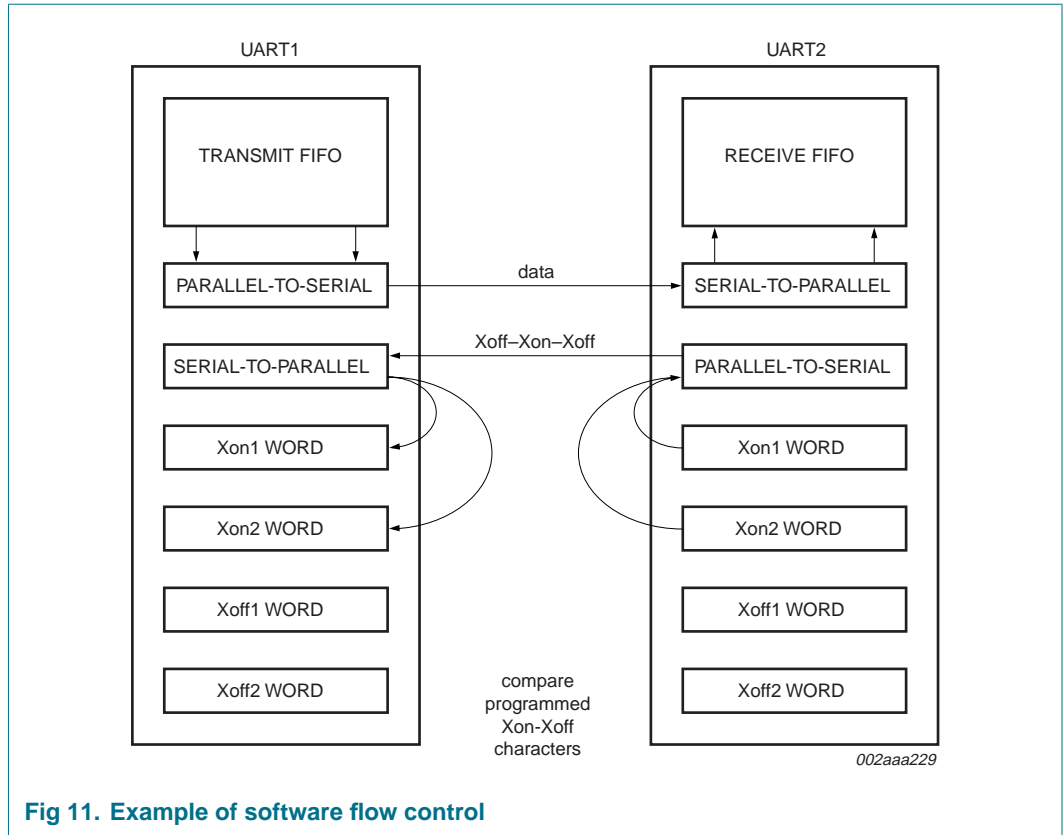 UART1
UART2
TRANSMIT FIFO
RECEIVE FIFO
PARALLEL-TO-SERIAL
data
SERIAL-TO-PARALLEL
Xoff–Xon–Xoff
SERIAL-TO-PARALLEL
PARALLEL-TO-SERIAL
Xon1 WORD
Xon1 WORD
Xon2 WORD
Xon2 WORD
Xoff1 WORD
Xoff1 WORD
Xoff2 WORD
Xoff2 WORD
compare
programmed
Xon-Xoff
characters
002aaa229
Fig 11. Example of software flow control